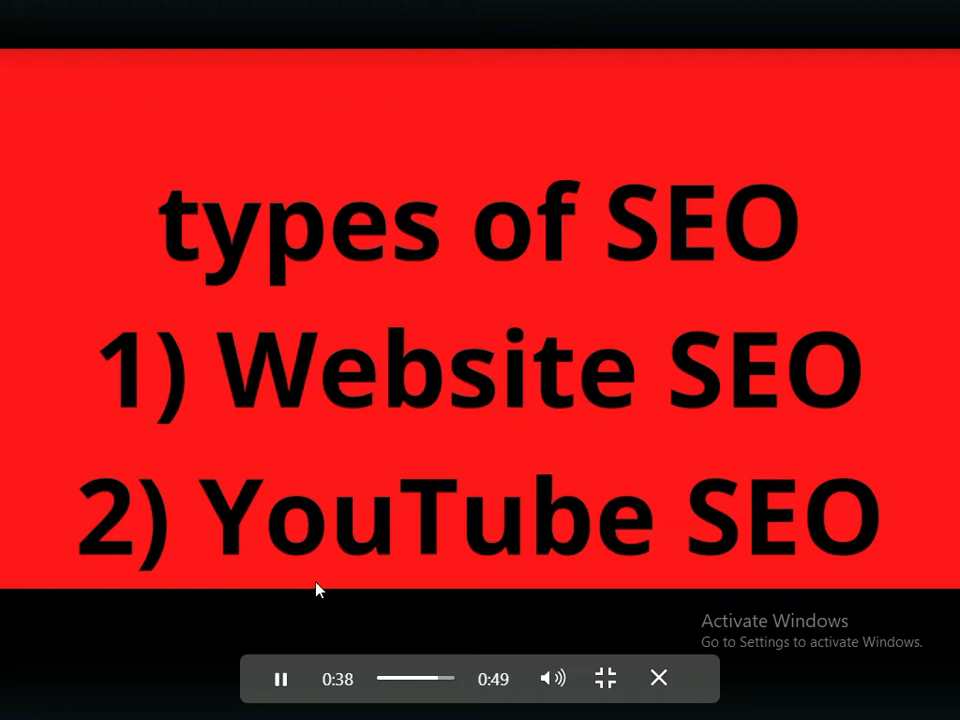 types of SEO
1) Website SEO
2) YouTube SEO
Activate Windows
Go to Settings to activate Windows.
0:38
0:49